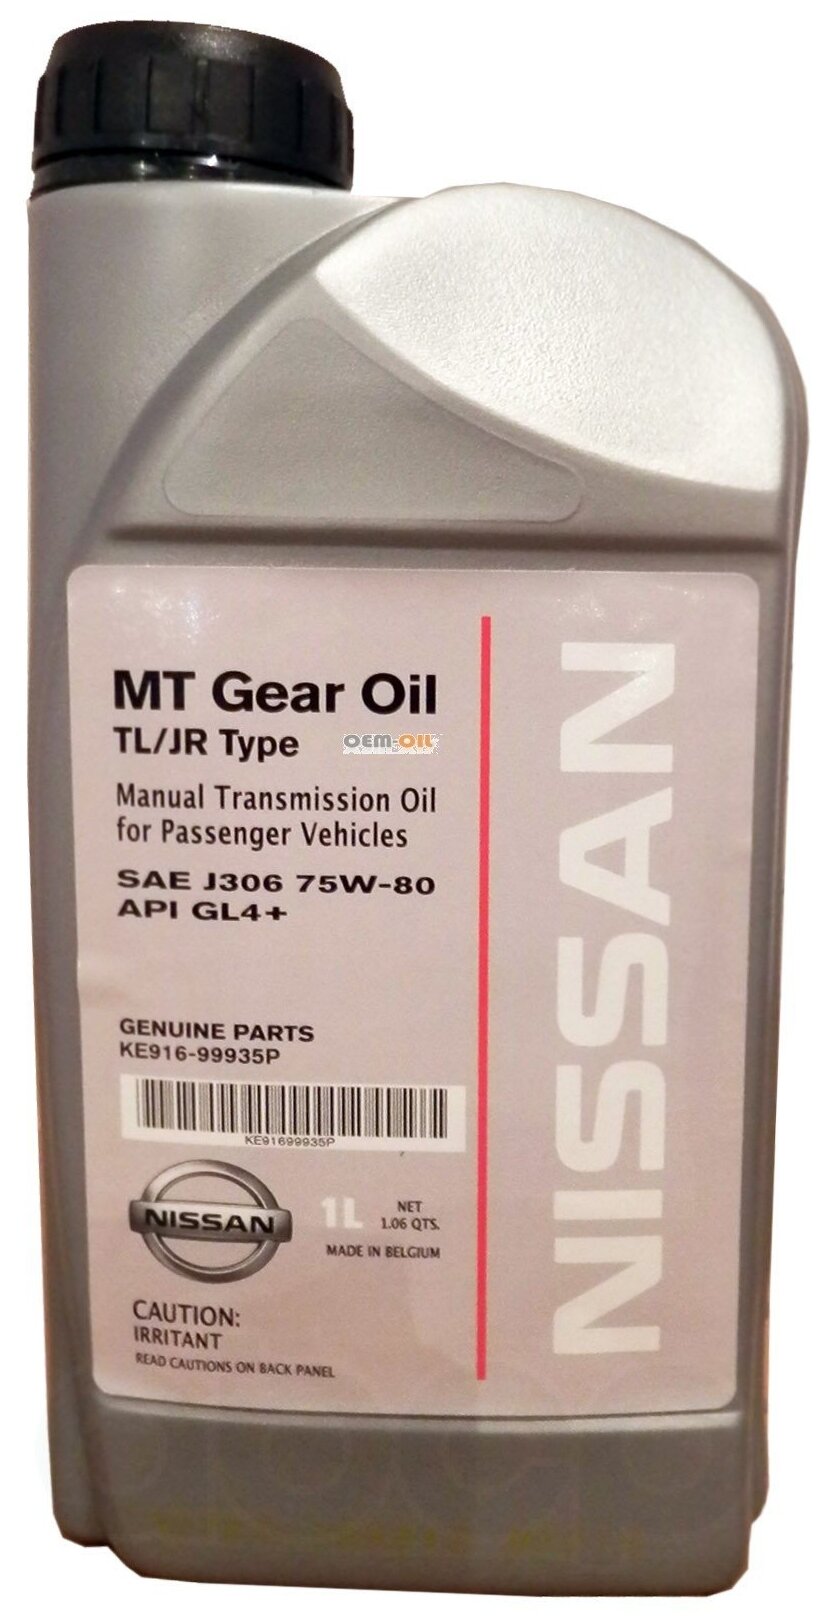 MT Gear Oil
TL/JR Type
OEM-OIL
Manual Transmission Oil
for Passenger Vehicles
SAE J306 75W-80
API GL4+
GENUINE PARTS
KE916-99935P
KE91699935P
NISSAN
1L
NET
1.06 QTS.
MADE IN BELGIUM
CAUTION:
IRRITANT
READ CAUTIONS ON BACK PANEL
NISSAN